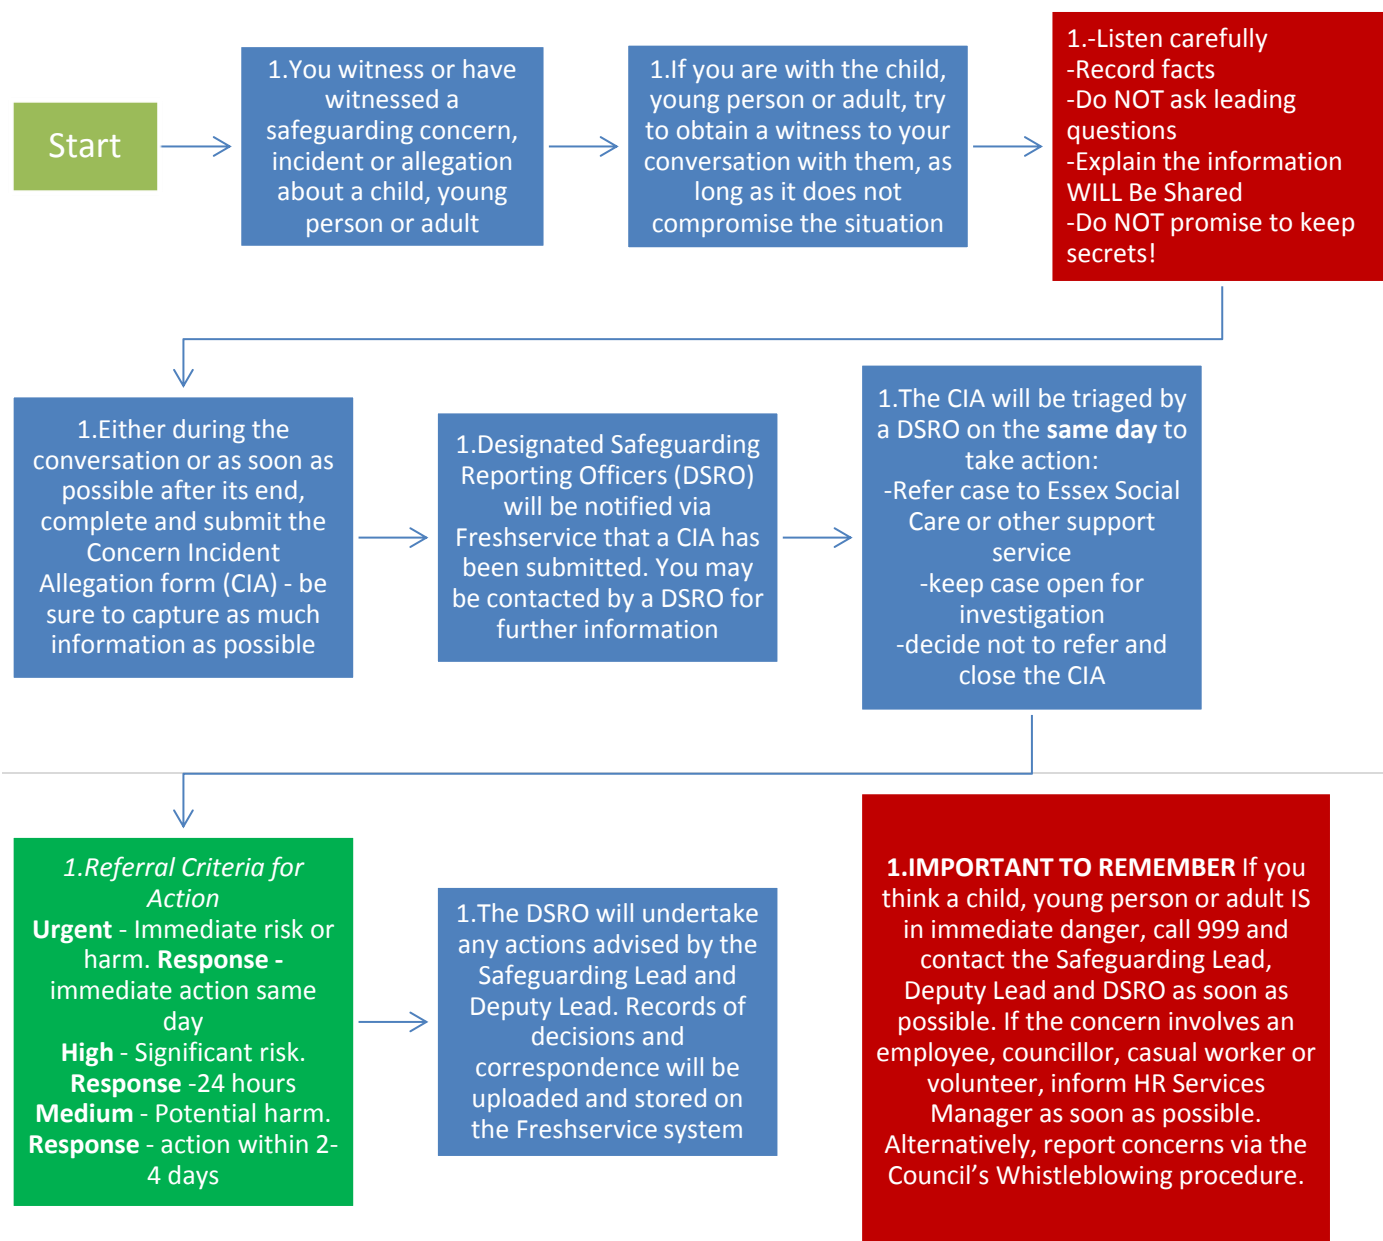 Start
1.You witness or have
witnessed a
safeguarding concern,
incident or allegation
about a child, young
person or adult
1.If you are with the child,
young person or adult, try
to obtain a witness to your
conversation with them, as
long as it does not
compromise the situation
1.-Listen carefully
-Record facts
-Do NOT ask leading
questions
-Explain the information
WILL Be Shared
-Do NOT promise to keep
secrets!
1.Either during the
conversation or as soon as
possible after its end,
complete and submit the
Concern Incident
Allegation form (CIA) - be
sure to capture as much
information as possible
1.Designated Safeguarding
Reporting Officers (DSRO)
will be notified via
Freshservice that a CIA has
been submitted. You may
be contacted by a DSRO for
further information
1.The CIA will be triaged by
a DSRO on the same day to
take action:
-Refer case to Essex Social
Care or other support
service
-keep case open for
investigation
-decide not to refer and
close the CIA
1.Referral Criteria for
Action
Urgent - Immediate risk or
harm. Response -
immediate action same
day
High - Significant risk.
Response -24 hours
Medium - Potential harm.
Response - action within 2-
4 days
1.The DSRO will undertake
any actions advised by the
Safeguarding Lead and
Deputy Lead. Records of
decisions and
correspondence will be
uploaded and stored on
the Freshservice system
1.IMPORTANT TO REMEMBER If you
think a child, young person or adult IS
in immediate danger, call 999 and
contact the Safeguarding Lead,
Deputy Lead and DSRO as soon as
possible. If the concern involves an
employee, councillor, casual worker or
volunteer, inform HR Services
Manager as soon as possible.
Alternatively, report concerns via the
Council’s Whistleblowing procedure.